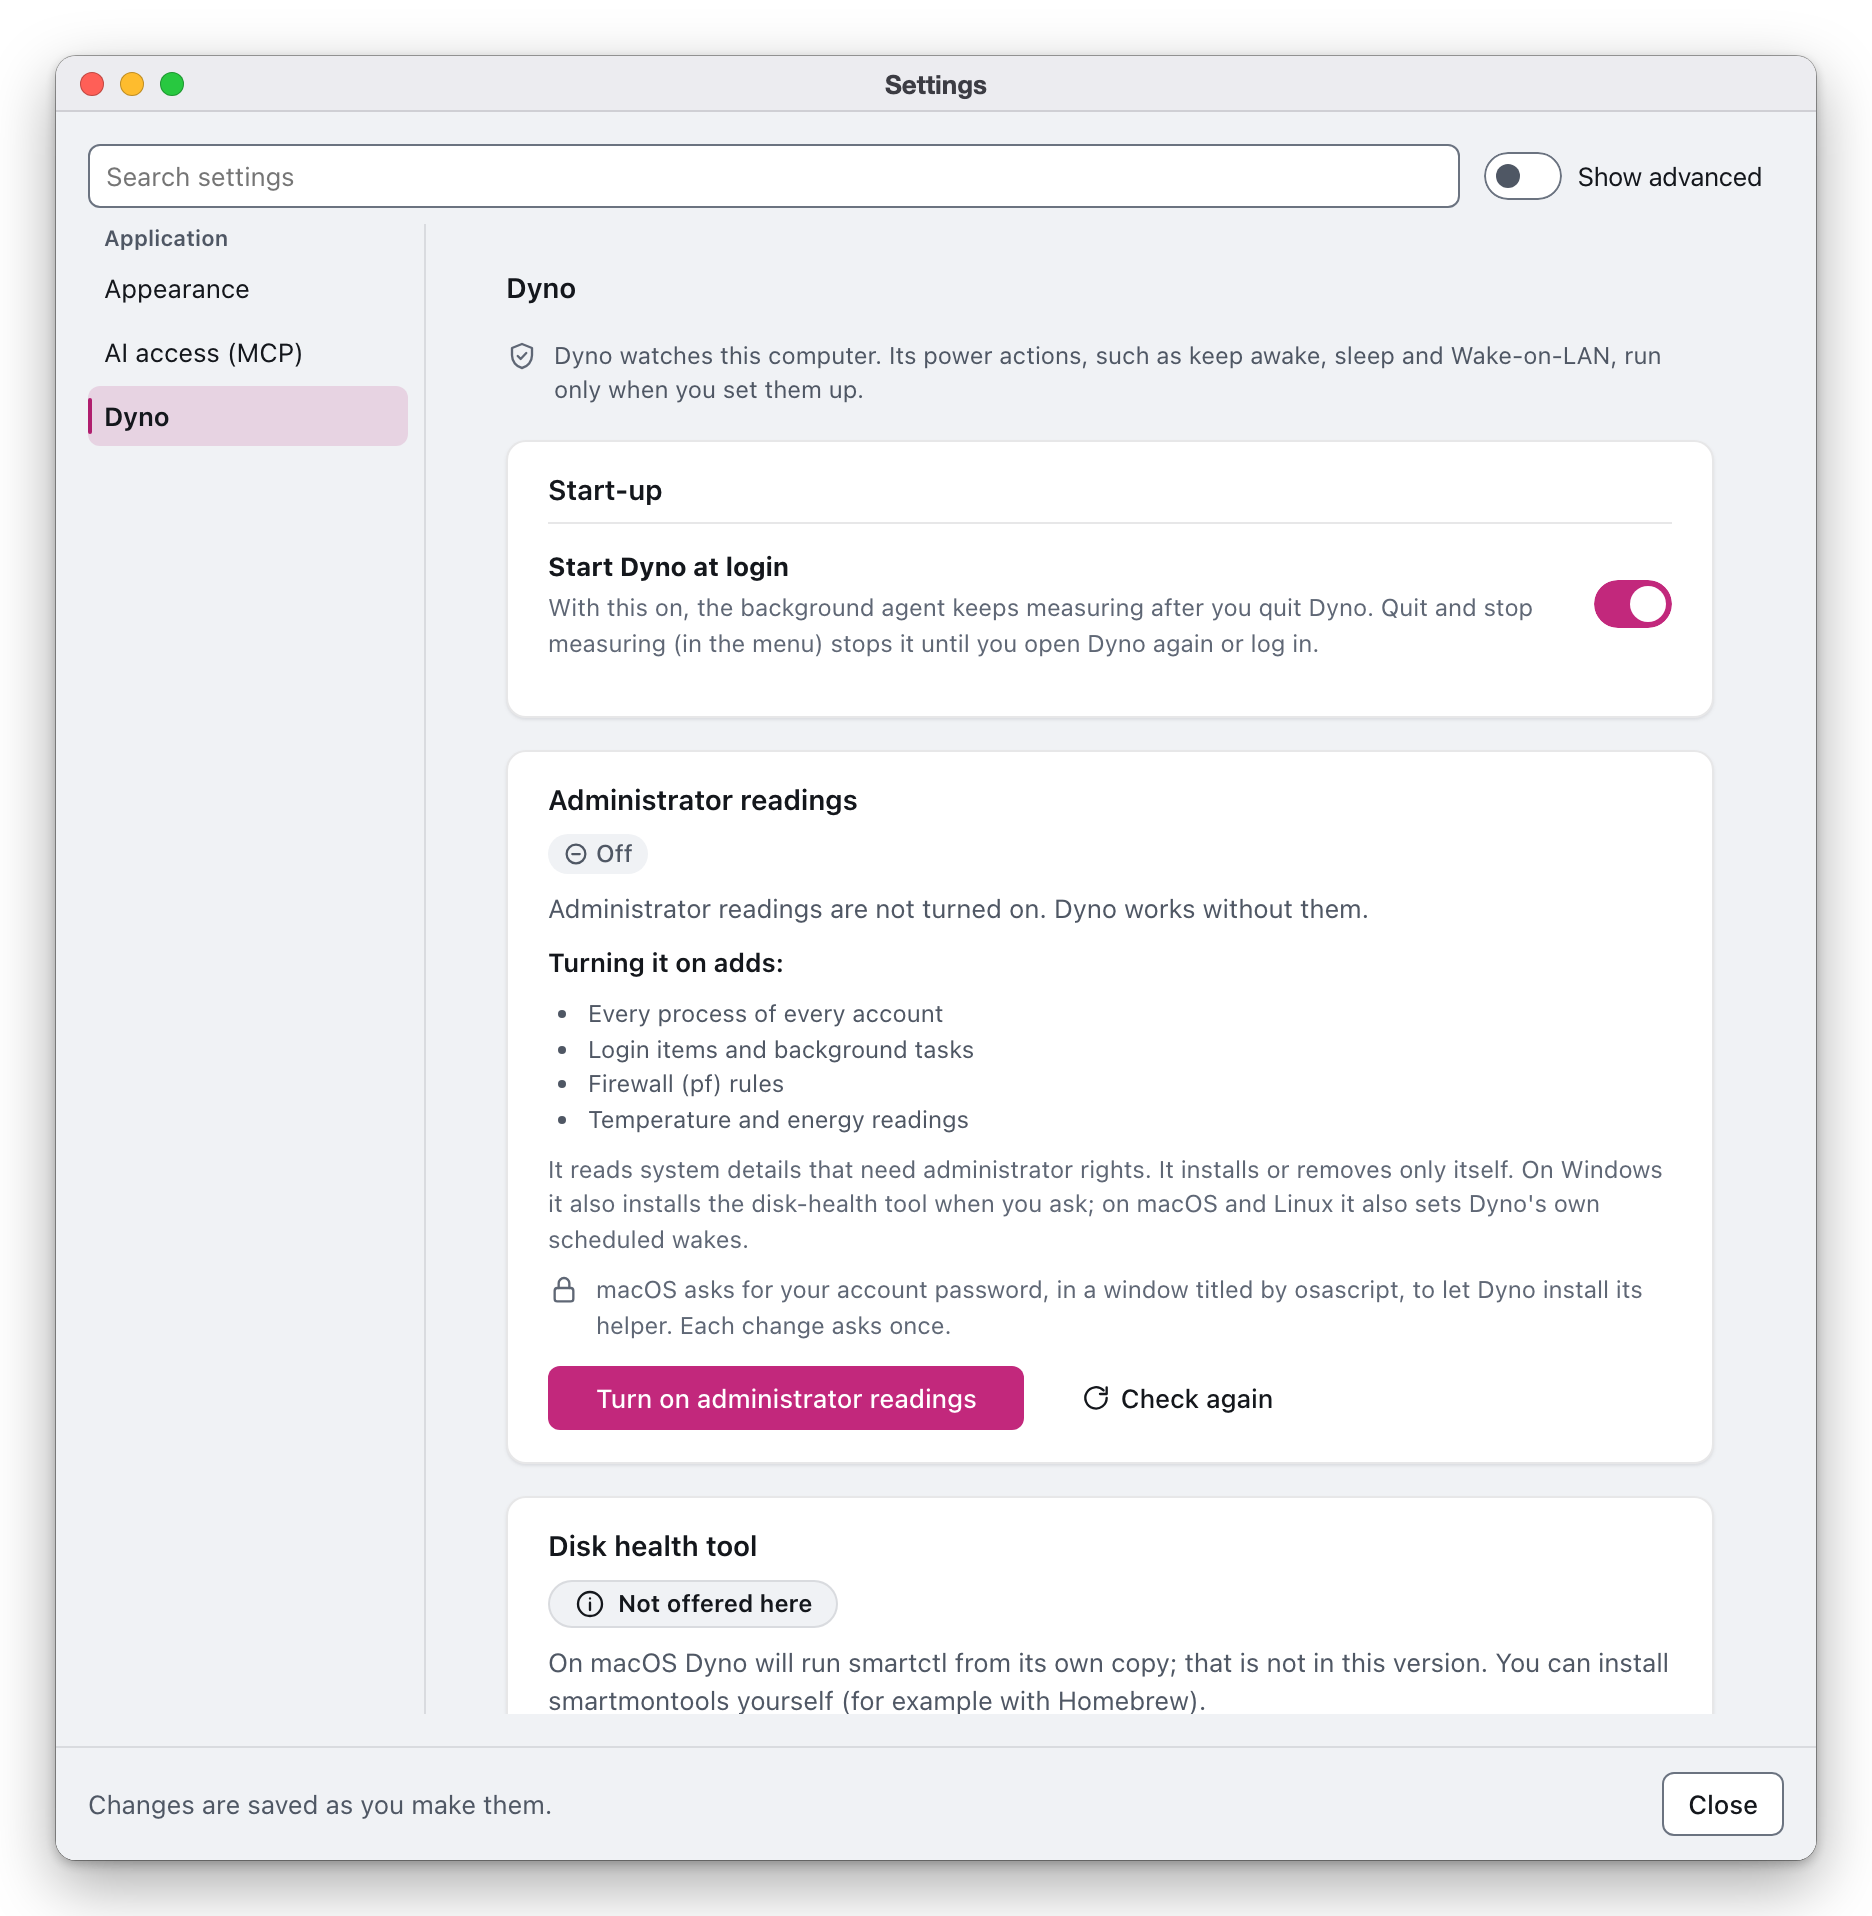 Settings
Search settings
Show advanced
Application
Appearance
AI access (MCP)
Dyno
Dyno
Dyno watches this computer. Its power actions, such as keep awake, sleep and Wake-on-LAN, run
only when you set them up.
Start-up
Start Dyno at login
With this on, the background agent keeps measuring after you quit Dyno. Quit and stop
measuring (in the menu) stops it until you open Dyno again or log in.
Administrator readings
Off
Administrator readings are not turned on. Dyno works without them.
Turning it on adds:
• Every process of every account
• Login items and background tasks
• Firewall (pf) rules
• Temperature and energy readings
It reads system details that need administrator rights. It installs or removes only itself. On Windows
it also installs the disk-health tool when you ask; on macOS and Linux it also sets Dyno's own
scheduled wakes.
macOS asks for your account password, in a window titled by osascript, to let Dyno install its
helper. Each change asks once.
Turn on administrator readings
Check again
Disk health tool
Not offered here
On macOS Dyno will run smartctl from its own copy; that is not in this version. You can install
smartmontools yourself (for example with Homebrew).
Changes are saved as you make them.
Close